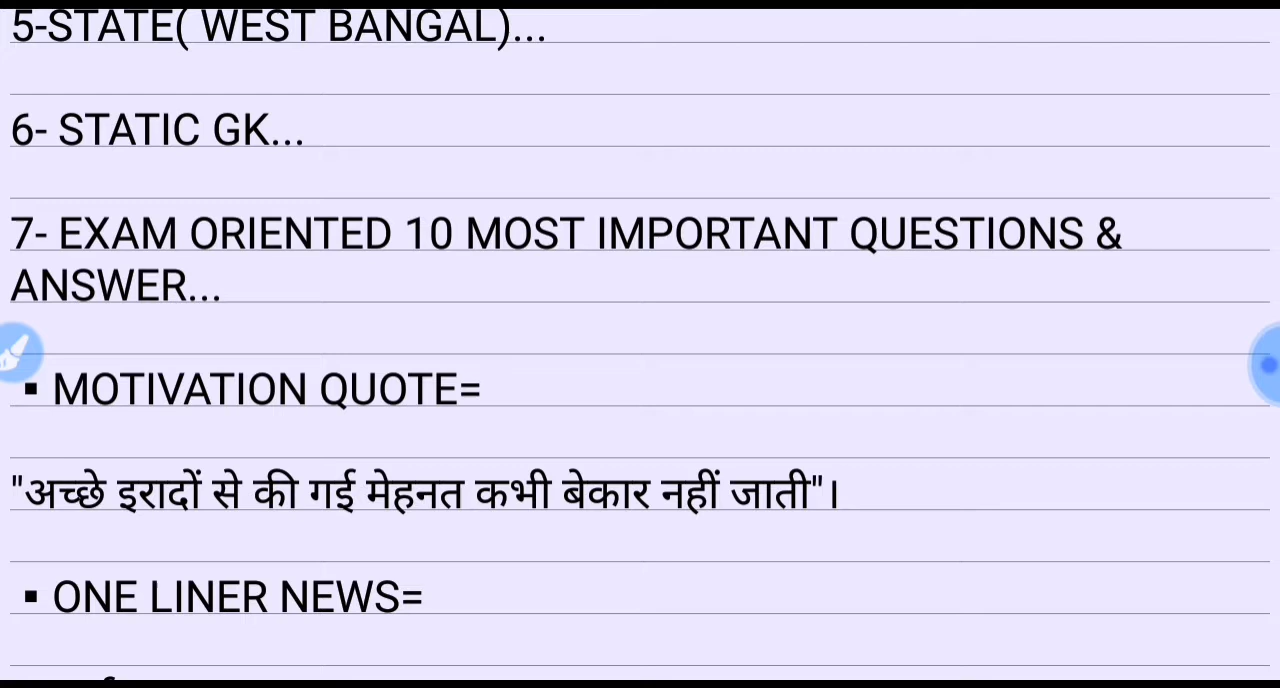 5-STATE( WEST BANGAL)...
6- STATIC GK...
7- EXAM ORIENTED 10 MOST IMPORTANT QUESTIONS &
ANSWER...
▪ MOTIVATION QUOTE=
"अच्छे इरादों से की गई मेहनत कभी बेकार नहीं जाती"।
▪ ONE LINER NEWS=